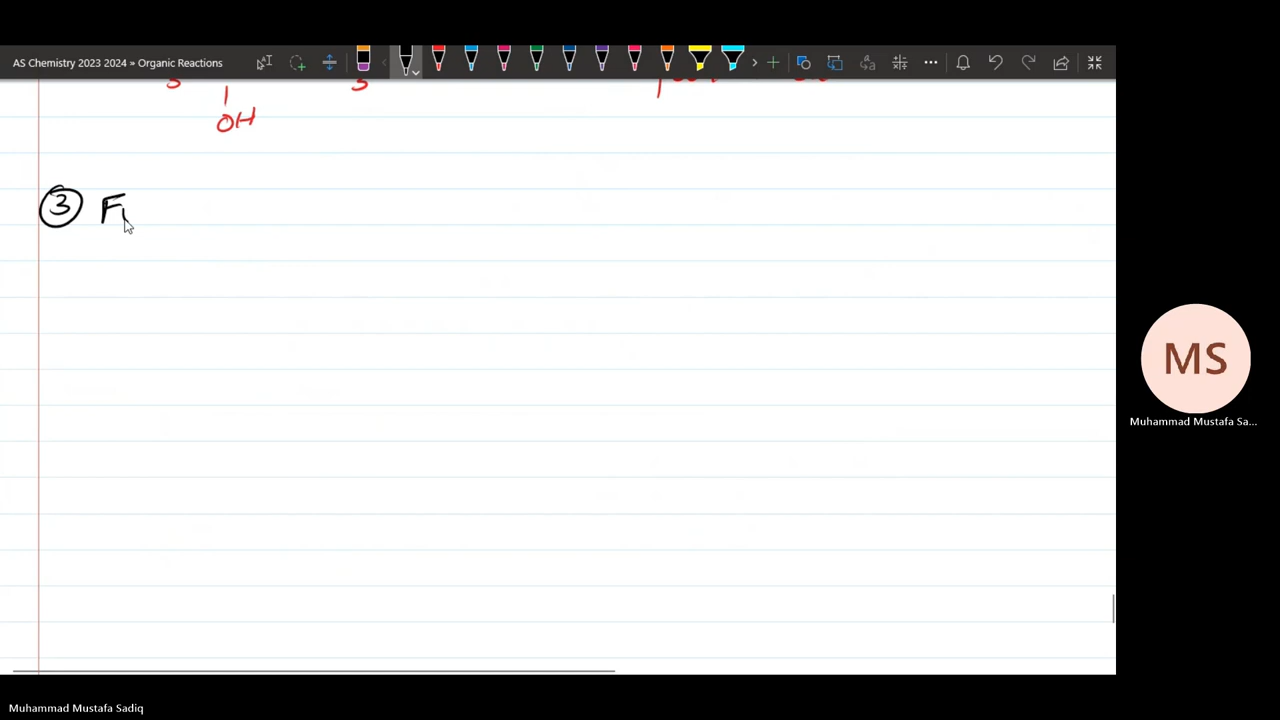 AS Chemistry 2023 2024 » Organic Reactions
OH
③ F
MS
Muhammad Mustafa Sa...
Muhammad Mustafa Sadiq